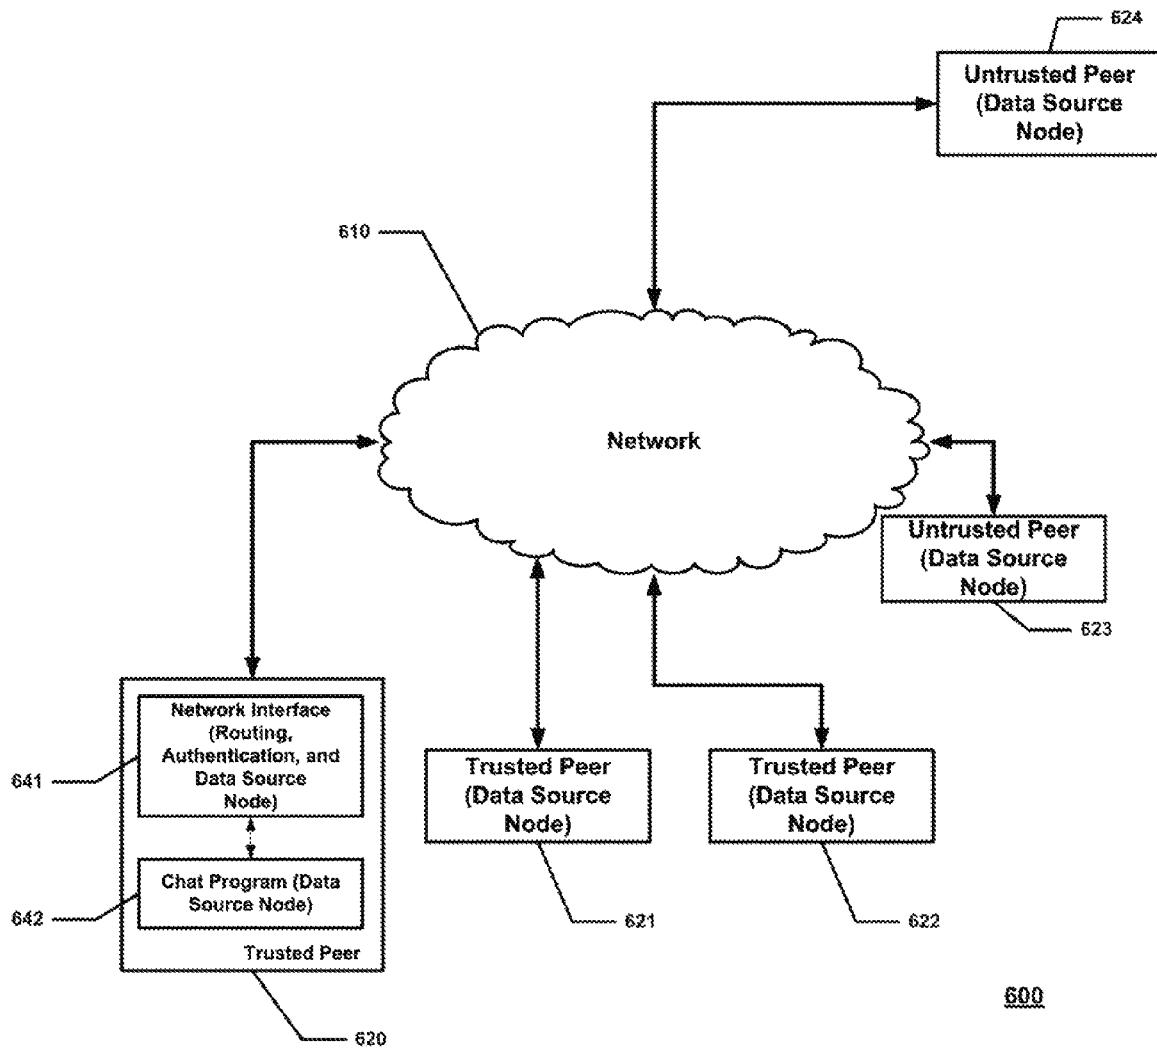 624
Untrusted Peer
(Data Source
Node)
610
Network
Untrusted Peer
(Data Source
Node)
623
Network Interface
(Routing,
Authentication, and
Data Source
Node)
641
Chat Program (Data
Source Node)
642
Trusted Peer
620
Trusted Peer
(Data Source
Node)
621
Trusted Peer
(Data Source
Node)
622
600